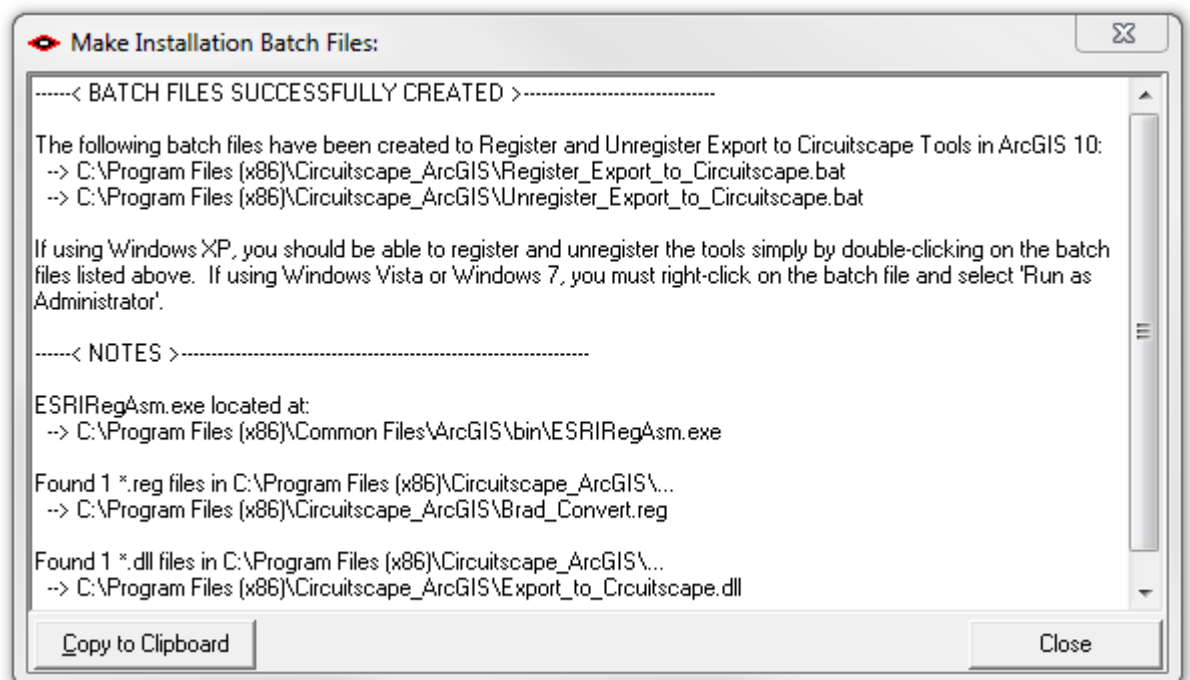 Make Installation Batch Files:
------< BATCH FILES SUCCESSFULLY CREATED >--------------------------------
The following batch files have been created to Register and Unregister Export to Circuitscape Tools in ArcGIS 10:
--> C:\Program Files (x86)\Circuitscape_ArcGIS\Register_Export_to_Circuitscape.bat
--> C:\Program Files (x86)\Circuitscape_ArcGIS\Unregister_Export_to_Circuitscape.bat
If using Windows XP, you should be able to register and unregister the tools simply by double-clicking on the batch
files listed above.  If using Windows Vista or Windows 7, you must right-click on the batch file and select 'Run as
Administrator'.
------< NOTES >--------------------------------------------------------------------
ESRIRegAsm.exe located at:
--> C:\Program Files (x86)\Common Files\ArcGIS\bin\ESRIRegAsm.exe
Found 1 *.reg files in C:\Program Files (x86)\Circuitscape_ArcGIS\...
--> C:\Program Files (x86)\Circuitscape_ArcGIS\Brad_Convert.reg
Found 1 *.dll files in C:\Program Files (x86)\Circuitscape_ArcGIS\...
--> C:\Program Files (x86)\Circuitscape_ArcGIS\Export_to_Crcuitscape.dll
Copy to Clipboard
Close